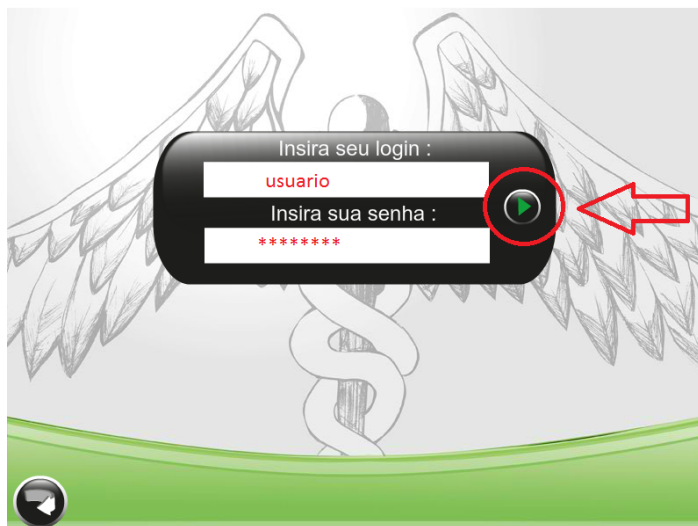 Insira seu login :
usuario
Insira sua senha :
********